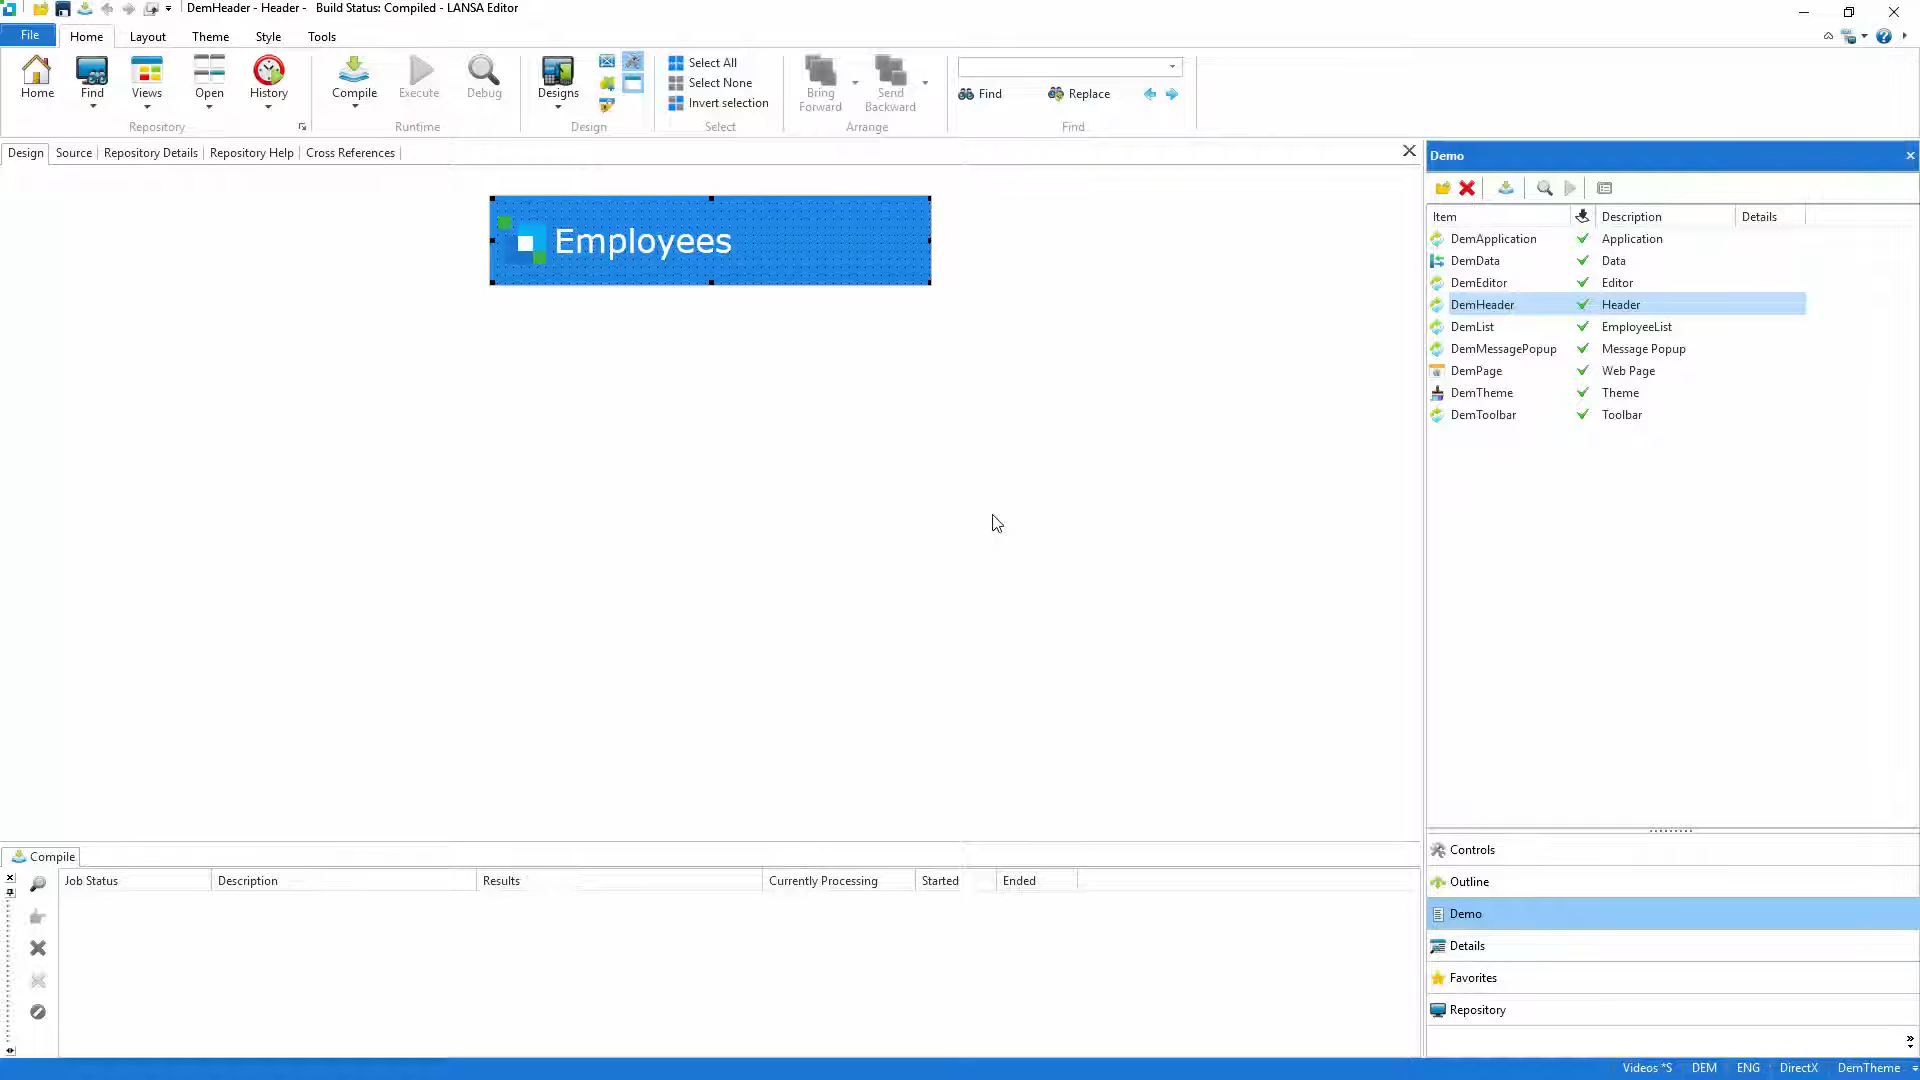 DemHeader - Header -   Build Status: Compiled - LANSA Editor
File
Home
Layout
Theme
Style
Tools
Home
Find
Views
Open
History
Compile
Execute
Debug
Designs
Select All
Select None
Invert selection
Bring
Forward
Send
Backward
Find
Replace
Repository
Runtime
Design
Select
Arrange
Find
Design
Source
Repository Details
Repository Help
Cross References
Employees
Demo
Item
Description
Details
DemApplication
Application
DemData
Data
DemEditor
Editor
DemHeader
Header
DemList
EmployeeList
DemMessagePopup
Message Popup
DemPage
Web Page
DemTheme
Theme
DemToolbar
Toolbar
Controls
Outline
Demo
Details
Favorites
Repository
Compile
Job Status
Description
Results
Currently Processing
Started
Ended
Videos *S
DEM
ENG
DirectX
DemTheme